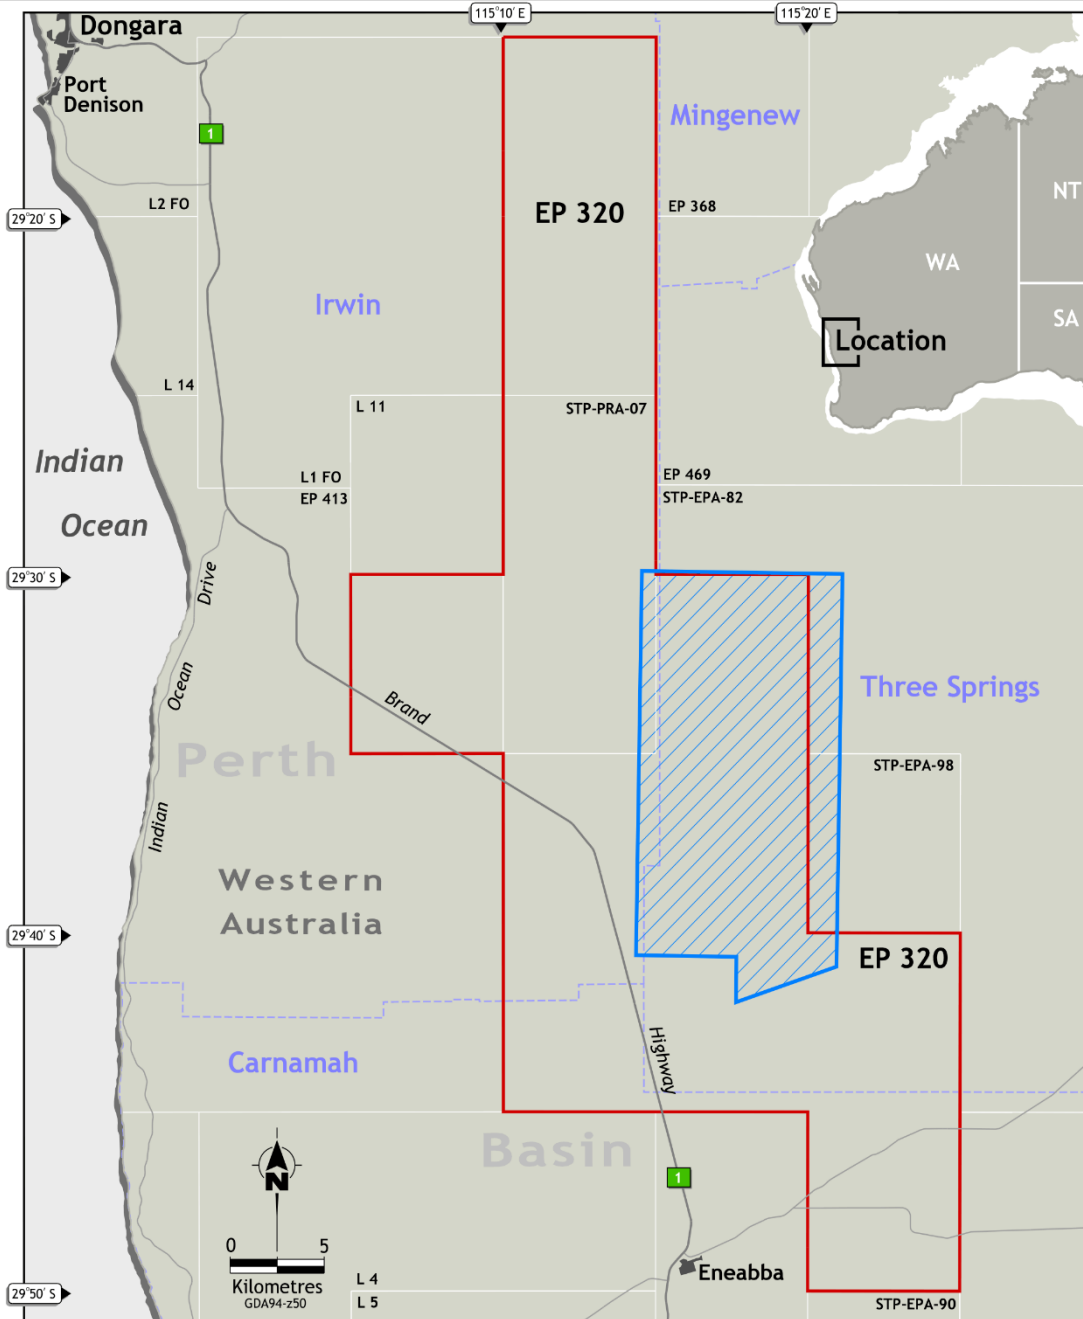 115°10' E
115°20' E
Dongara
Port
Denison
1
Mingenew
NT
L2 FO
EP 320
EP 368
29°20' S
WA
Irwin
SA
Location
L 14
L 11
STP-PRA-07
Indian
Ocean
L1 FO
EP 413
EP 469
STP-EPA-82
29°30' S
Drive
Ocean
Indian
Brand
Three Springs
Perth
STP-EPA-98
Western
Australia
29°40' S
EP 320
Highway
Carnamah
Basin
N
1
0 5
Kilometres
GDA94-z50
Eneabba
L 4
L 5
29°50' S
STP-EPA-90